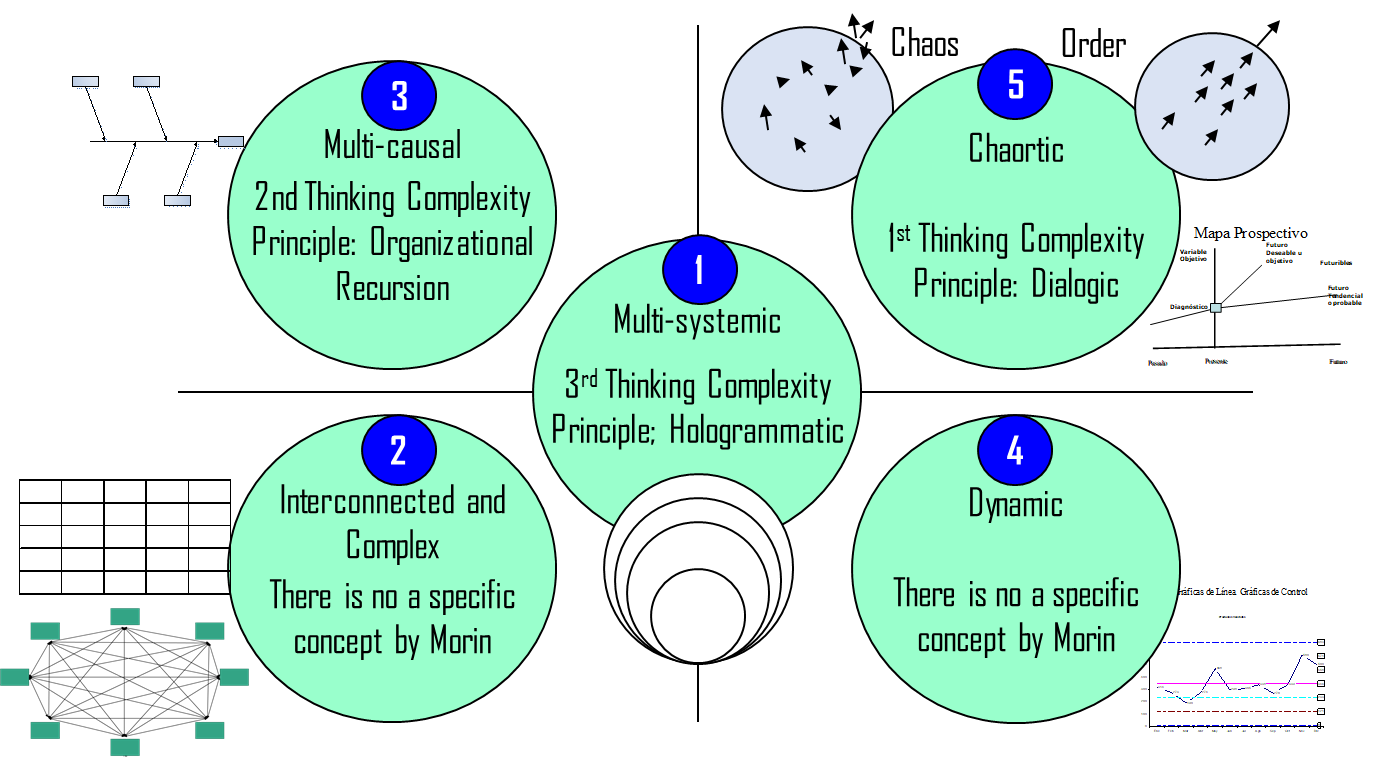 3
Multi-causal
2nd Thinking Complexity
Principle: Organizational
Recursion
Chaos
Order
5
Chaortic
1st Thinking Complexity
Principle: Dialogic
Mapa Prospectivo
Variable
Objetivo
Futuro
Deseable u
objetivo
Futuribles
Diagnóstico
Futuro
Tendencial
o probable
Pasado
Presente
Futuro
1
Multi-systemic
3rd Thinking Complexity
Principle; Hologrammatic
2
Interconnected and
Complex
There is no a specific
concept by Morin
4
Dynamic
There is no a specific
concept by Morin
ráficas de Línea. Gráficas de Control